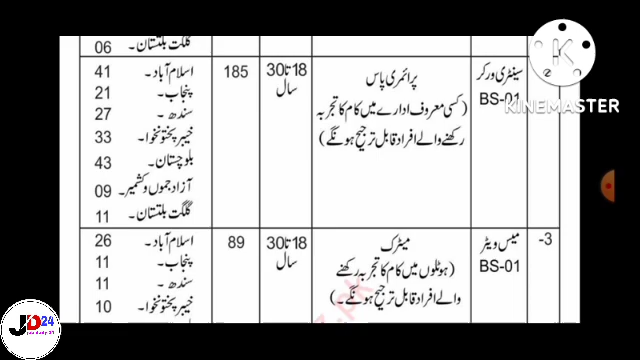 گلگت بلتستان۔ 06
سینٹری ورکر
BS-01
پرائمری پاس
(کسی معروف ادارے میں کام کا تجربہ
رکھنے والے افراد قابل ترجیح ہونگے)
18 تا 30
سال
185
اسلام آباد۔ 41
پنجاب۔ 21
سندھ۔ 27
خیبر پختونخوا۔ 33
بلوچستان۔ 43
آزاد جموں و کشمیر۔ 09
گلگت بلتستان۔ 11
-3
میس ویٹر
BS-01
میٹرک
(ہوٹلوں میں کام کا تجربہ رکھنے
والے افراد قابل ترجیح ہونگے۔)
18 تا 30
سال
89
اسلام آباد۔ 26
پنجاب۔ 11
سندھ۔ 11
خیبر پختونخوا۔ 10
K
KINEMASTER
JD24